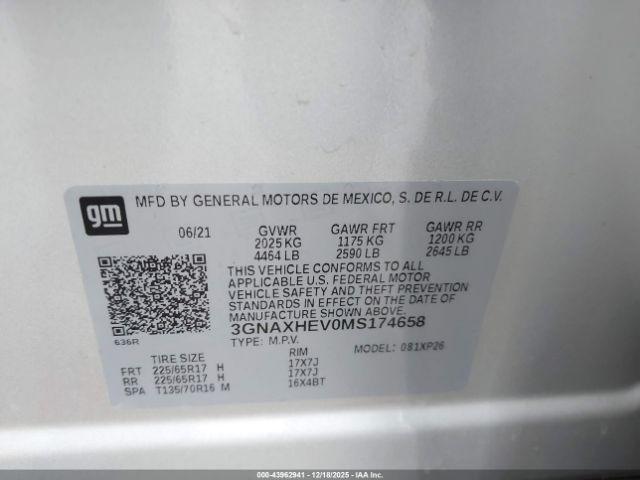 gm
MFD BY GENERAL MOTORS DE MEXICO, S. DE R.L. DE C.V.
06/21 GVWR GAWR FRT GAWR RR
2025 KG 1175 KG 1200 KG
4464 LB 2590 LB 2645 LB
THIS VEHICLE CONFORMS TO ALL
APPLICABLE U.S. FEDERAL MOTOR
VEHICLE SAFETY AND THEFT PREVENTION
STANDARDS IN EFFECT ON THE DATE OF
MANUFACTURE SHOWN ABOVE.
3GNAXHEV0MS174658
636R
TYPE: M.P.V. MODEL: 081XP26
TIRE SIZE RIM
FRT 225/65R17 H 17X7J
RR 225/65R17 H 17X7J
SPA T135/70R16 M 16X4BT
000-43962941 - 12/18/2025 - IAAI.COM